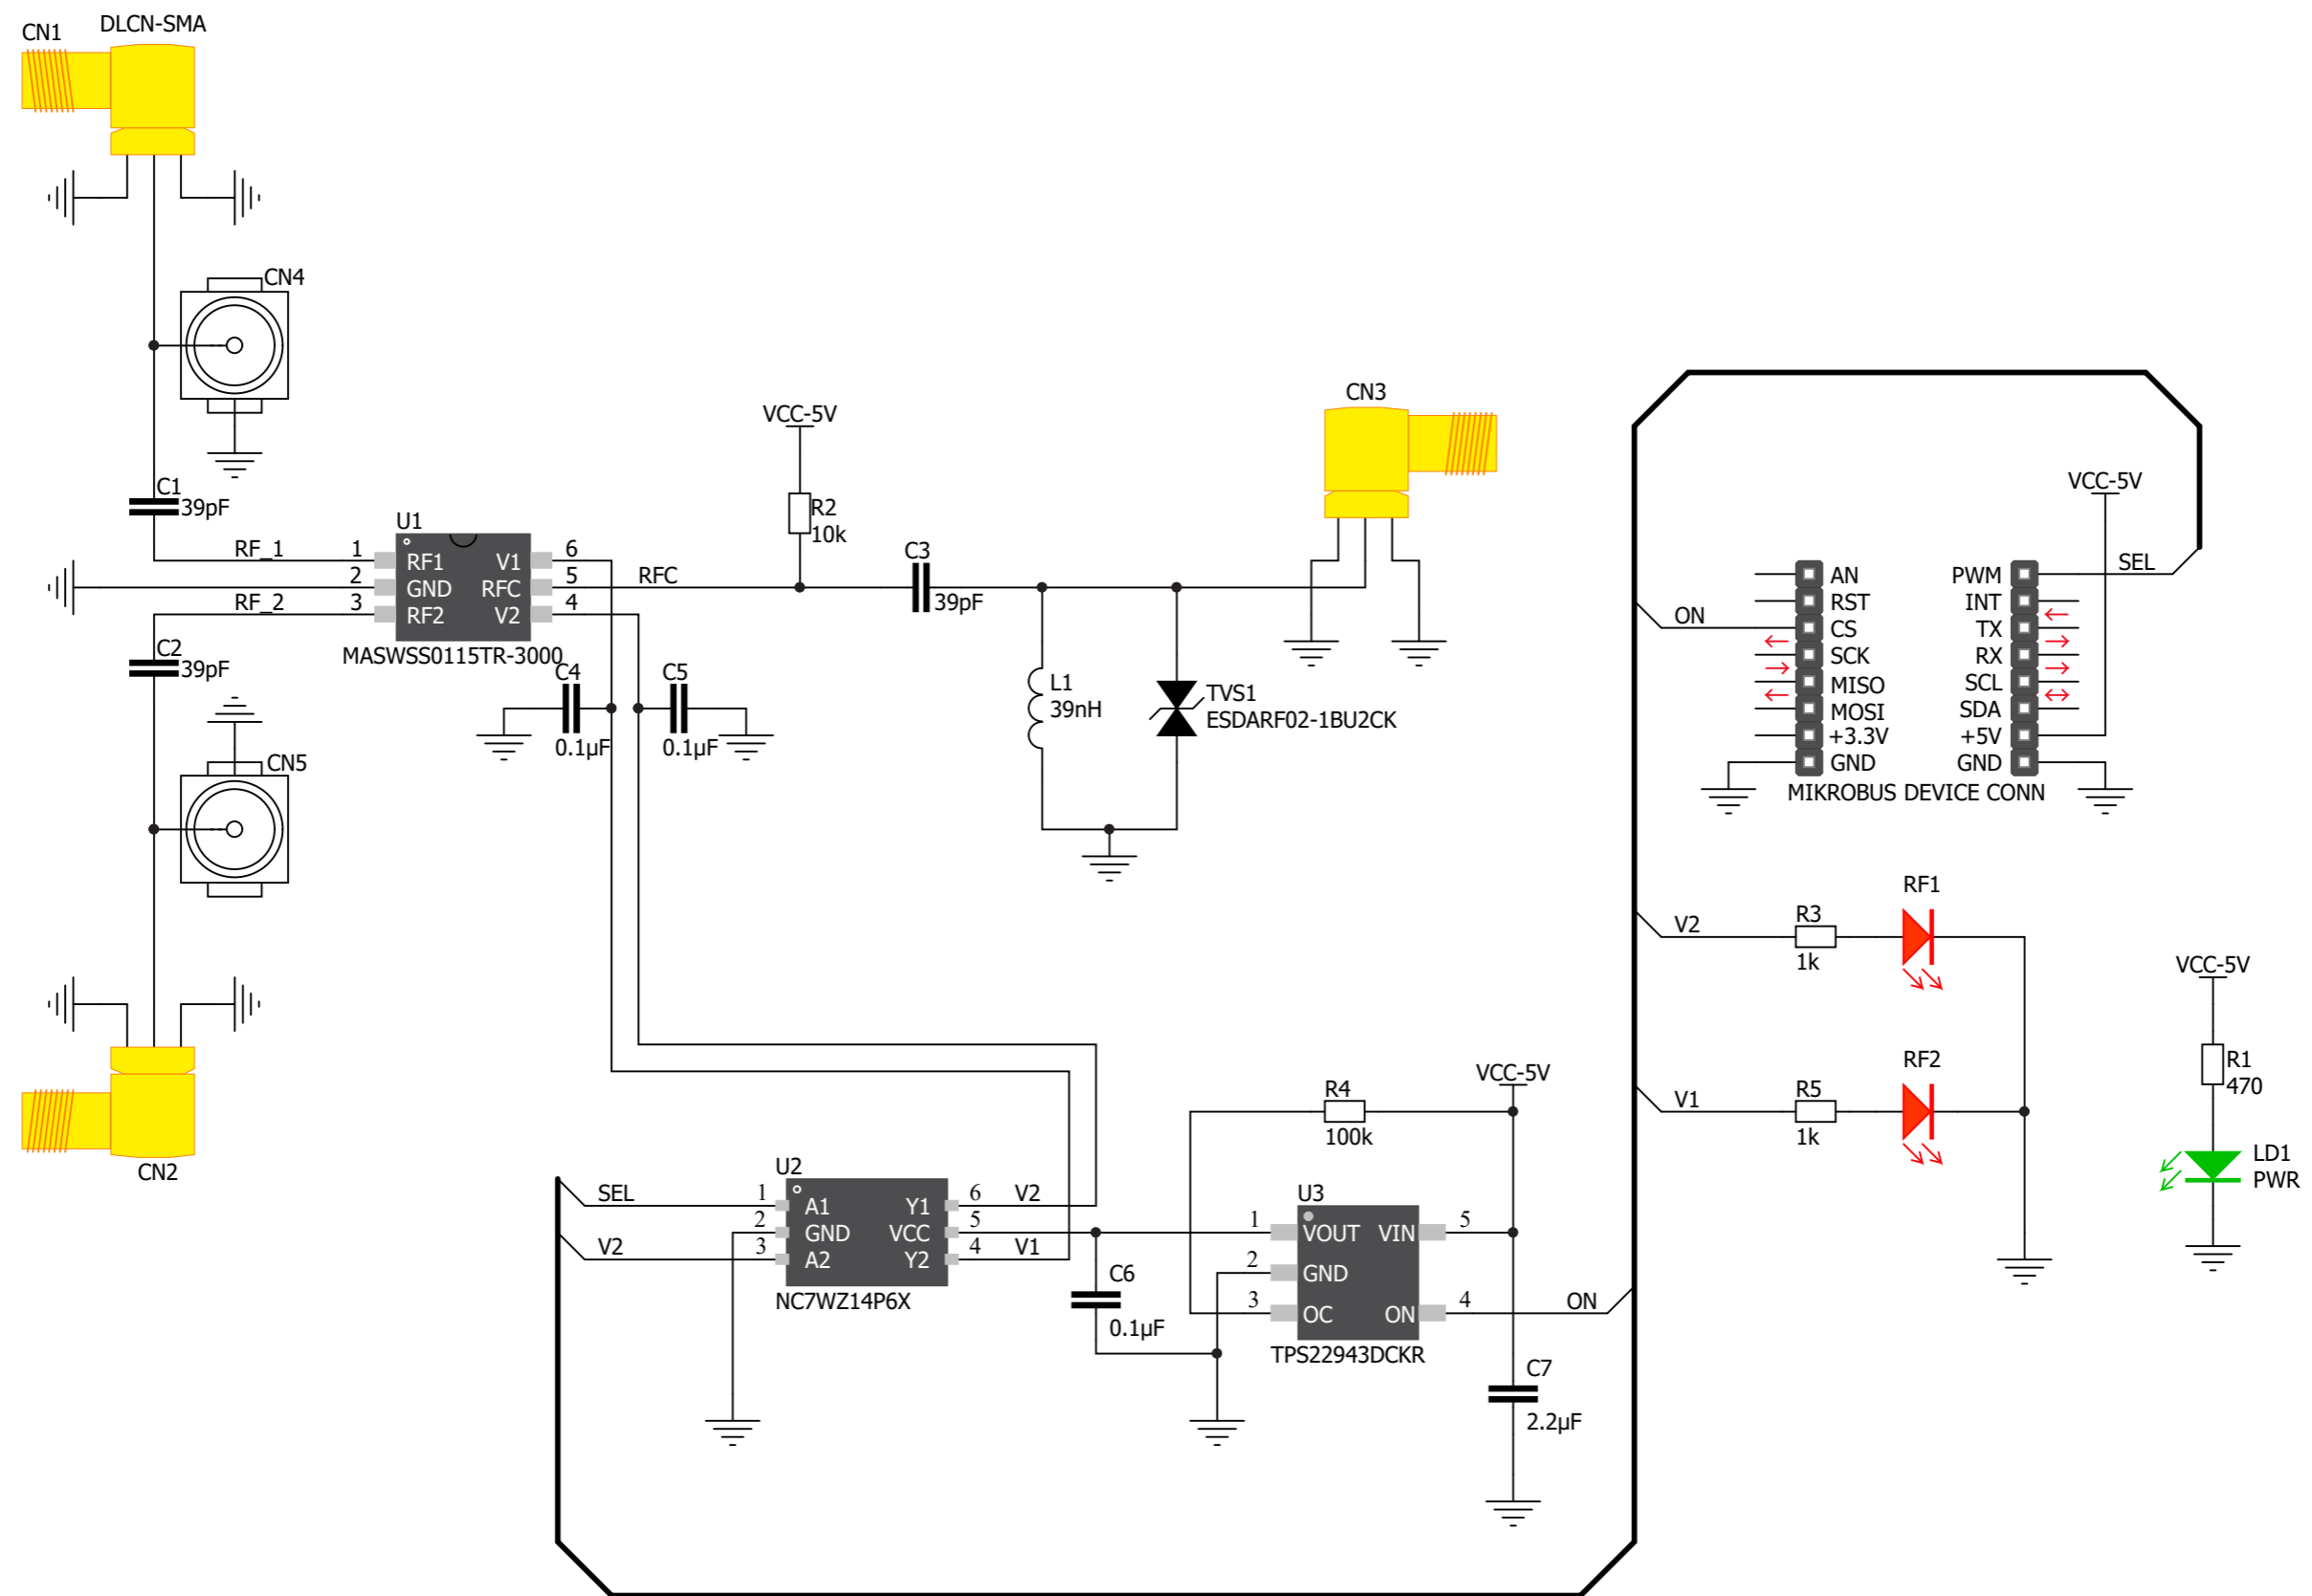 DLCN-SMA
CN1
CN4
C1
39pF
RF_1
RF_2
C2
39pF
CN5
CN2
U1
1
2
3
RF1
GND
RF2
V1
RFC
V2
6
5
4
MASWSS0115TR-3000
RFC
VCC-5V
R2
10k
C3
39pF
C4
0.1µF
C5
0.1µF
L1
39nH
TVS1
ESDARF02-1BU2CK
CN3
VCC-5V
SEL
ON
AN
RST
CS
SCK
MISO
MOSI
+3.3V
GND
PWM
INT
TX
RX
SCL
SDA
+5V
GND
MIKROBUS DEVICE CONN
V2
R3
1k
RF1
V1
R5
1k
RF2
VCC-5V
R1
470
LD1
PWR
SEL
V2
U2
1
2
3
A1
GND
A2
Y1
VCC
Y2
6
5
4
V2
V1
NC7WZ14P6X
C6
0.1µF
R4
100k
VCC-5V
U3
1
2
3
VOUT
GND
OC
VIN
ON
5
4
TPS22943DCKR
ON
C7
2.2µF